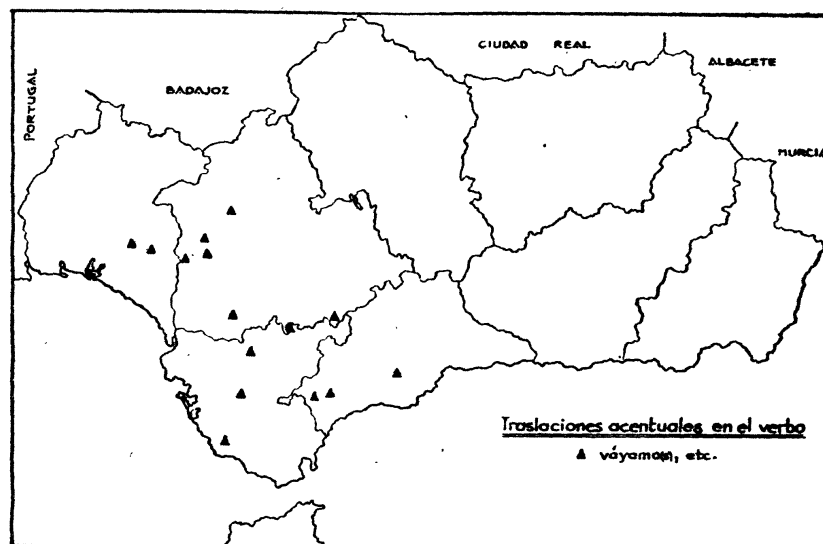 CIUDAD REAL
ALBACETE
BADAJOZ
PORTUGAL
MURCIA
Traslaciones acentuales en el verbo
▲ váyamo(s), etc.